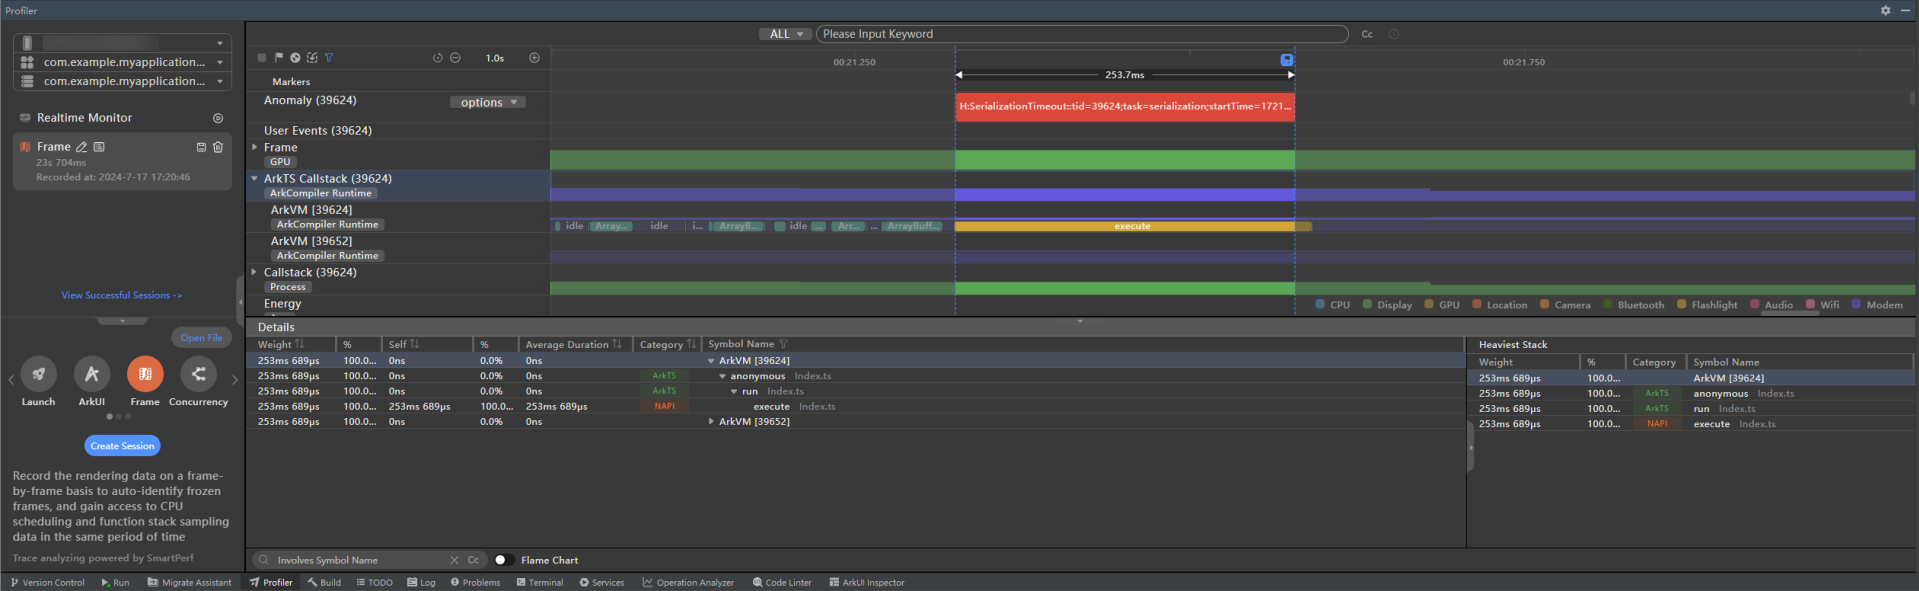 Profiler
com.example.myapplication...
com.example.myapplication...
Realtime Monitor
Frame
23s 704ms
Recorded at: 2024-7-17 17:20:46
View Successful Sessions ->
Open File
Launch
ArkUI
Frame
Concurrency
Create Session
Record the rendering data on a frame-
by-frame basis to auto-identify frozen
frames, and gain access to CPU
scheduling and function stack sampling
data in the same period of time
Trace analyzing powered by SmartPerf
ALL
Please Input Keyword
Cc
1.0s
00:21.250
00:21.750
Markers
253.7ms
Anomaly (39624)
options
H:SerializationTimeout::tid=39624;task=serialization;startTime=1721...
User Events (39624)
Frame
GPU
ArkTS Callstack (39624)
ArkCompiler Runtime
ArkVM [39624]
ArkCompiler Runtime
idle Array... idle i... ArrayB... idle ... Arr... ... ArrayBuff... execute
ArkVM [39652]
ArkCompiler Runtime
Callstack (39624)
Process
Energy
CPU Display GPU Location Camera Bluetooth Flashlight Audio Wifi Modem
Details
Weight % Self % Average Duration Category Symbol Name
253ms 689μs 100.0... 0ns 0.0% 0ns ArkVM [39624]
253ms 689μs 100.0... 0ns 0.0% 0ns ArkTS anonymous Index.ts
253ms 689μs 100.0... 0ns 0.0% 0ns ArkTS run Index.ts
253ms 689μs 100.0... 253ms 689μs 100.0... 253ms 689μs NAPI execute Index.ts
253ms 689μs 100.0... 0ns 0.0% 0ns ArkVM [39652]
Heaviest Stack
Weight % Category Symbol Name
253ms 689μs 100.0... ArkVM [39624]
253ms 689μs 100.0... ArkTS anonymous Index.ts
253ms 689μs 100.0... ArkTS run Index.ts
253ms 689μs 100.0... NAPI execute Index.ts
Involves Symbol Name
Cc
Flame Chart
Version Control Run Migrate Assistant Profiler Build TODO Log Problems Terminal Services Operation Analyzer Code Linter ArkUI Inspector